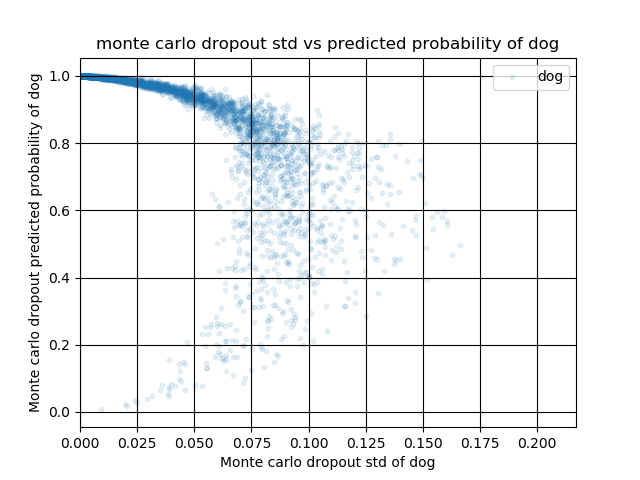 monte carlo dropout std vs predicted probability of dog
dog
Monte carlo dropout predicted probability of dog
1.0
0.8
0.6
0.4
0.2
0.0
0.000 0.025 0.050 0.075 0.100 0.125 0.150 0.175 0.200
Monte carlo dropout std of dog